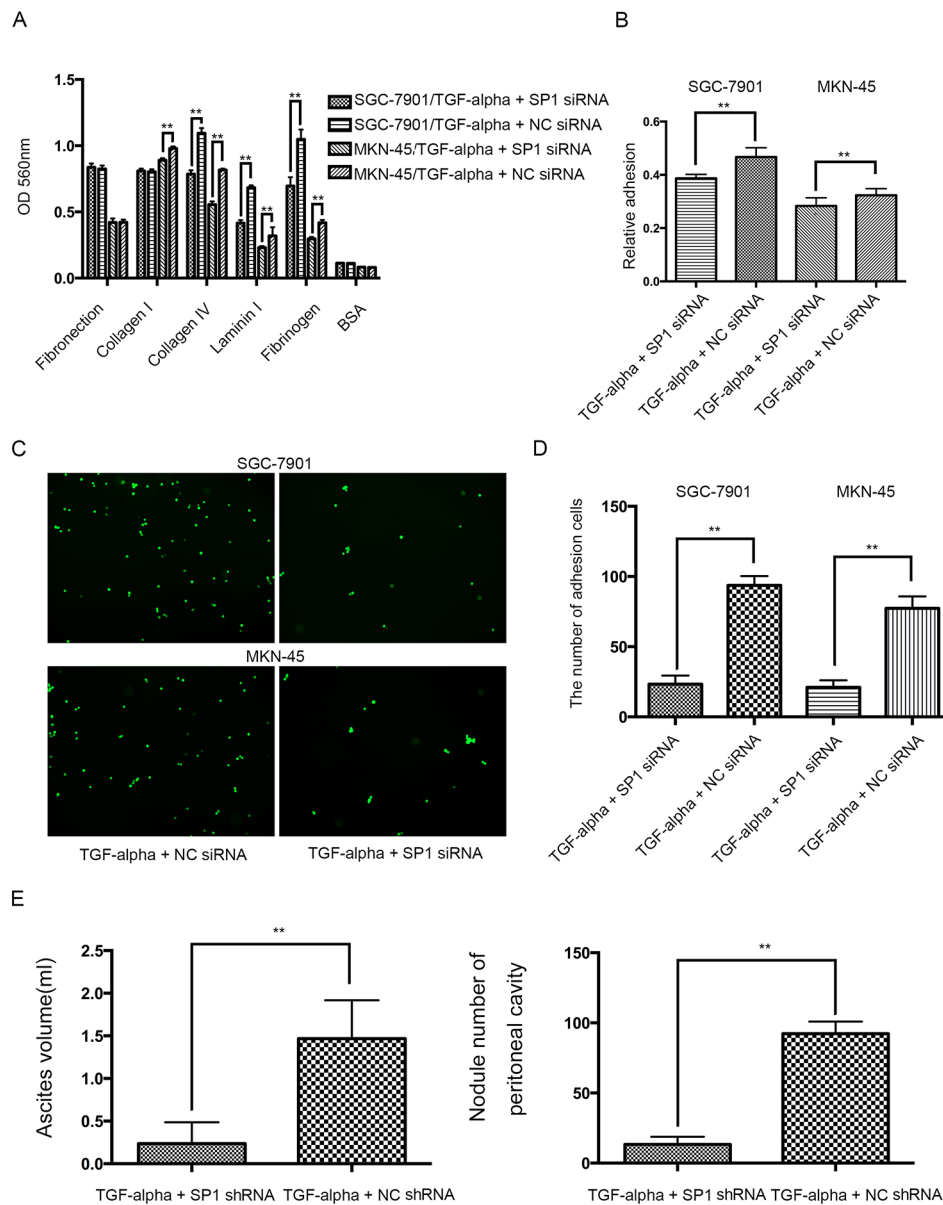 A
1.5
1.0
0.5
0.0
OD 560nm
**
**
**
**
**
**
**
SGC-7901/TGF-alpha + SP1 siRNA
SGC-7901/TGF-alpha + NC siRNA
MKN-45/TGF-alpha + SP1 siRNA
MKN-45/TGF-alpha + NC siRNA
Fibronection
Collagen I
Collagen IV
Laminin I
Fibrinogen
BSA
B
SGC-7901
MKN-45
0.6
0.4
0.2
0.0
Relative adhesion
**
**
TGF-alpha + SP1 siRNA
TGF-alpha + NC siRNA
TGF-alpha + SP1 siRNA
TGF-alpha + NC siRNA
C
SGC-7901
MKN-45
TGF-alpha + NC siRNA
TGF-alpha + SP1 siRNA
D
SGC-7901
MKN-45
150
100
50
0
The number of adhesion cells
**
**
TGF-alpha + SP1 siRNA
TGF-alpha + NC siRNA
TGF-alpha + SP1 siRNA
TGF-alpha + NC siRNA
E
2.5
2.0
1.5
1.0
0.5
0.0
Ascites volume(ml)
**
TGF-alpha + SP1 shRNA
TGF-alpha + NC shRNA
150
100
50
0
Nodule number of
peritoneal cavity
**
TGF-alpha + SP1 shRNA
TGF-alpha + NC shRNA